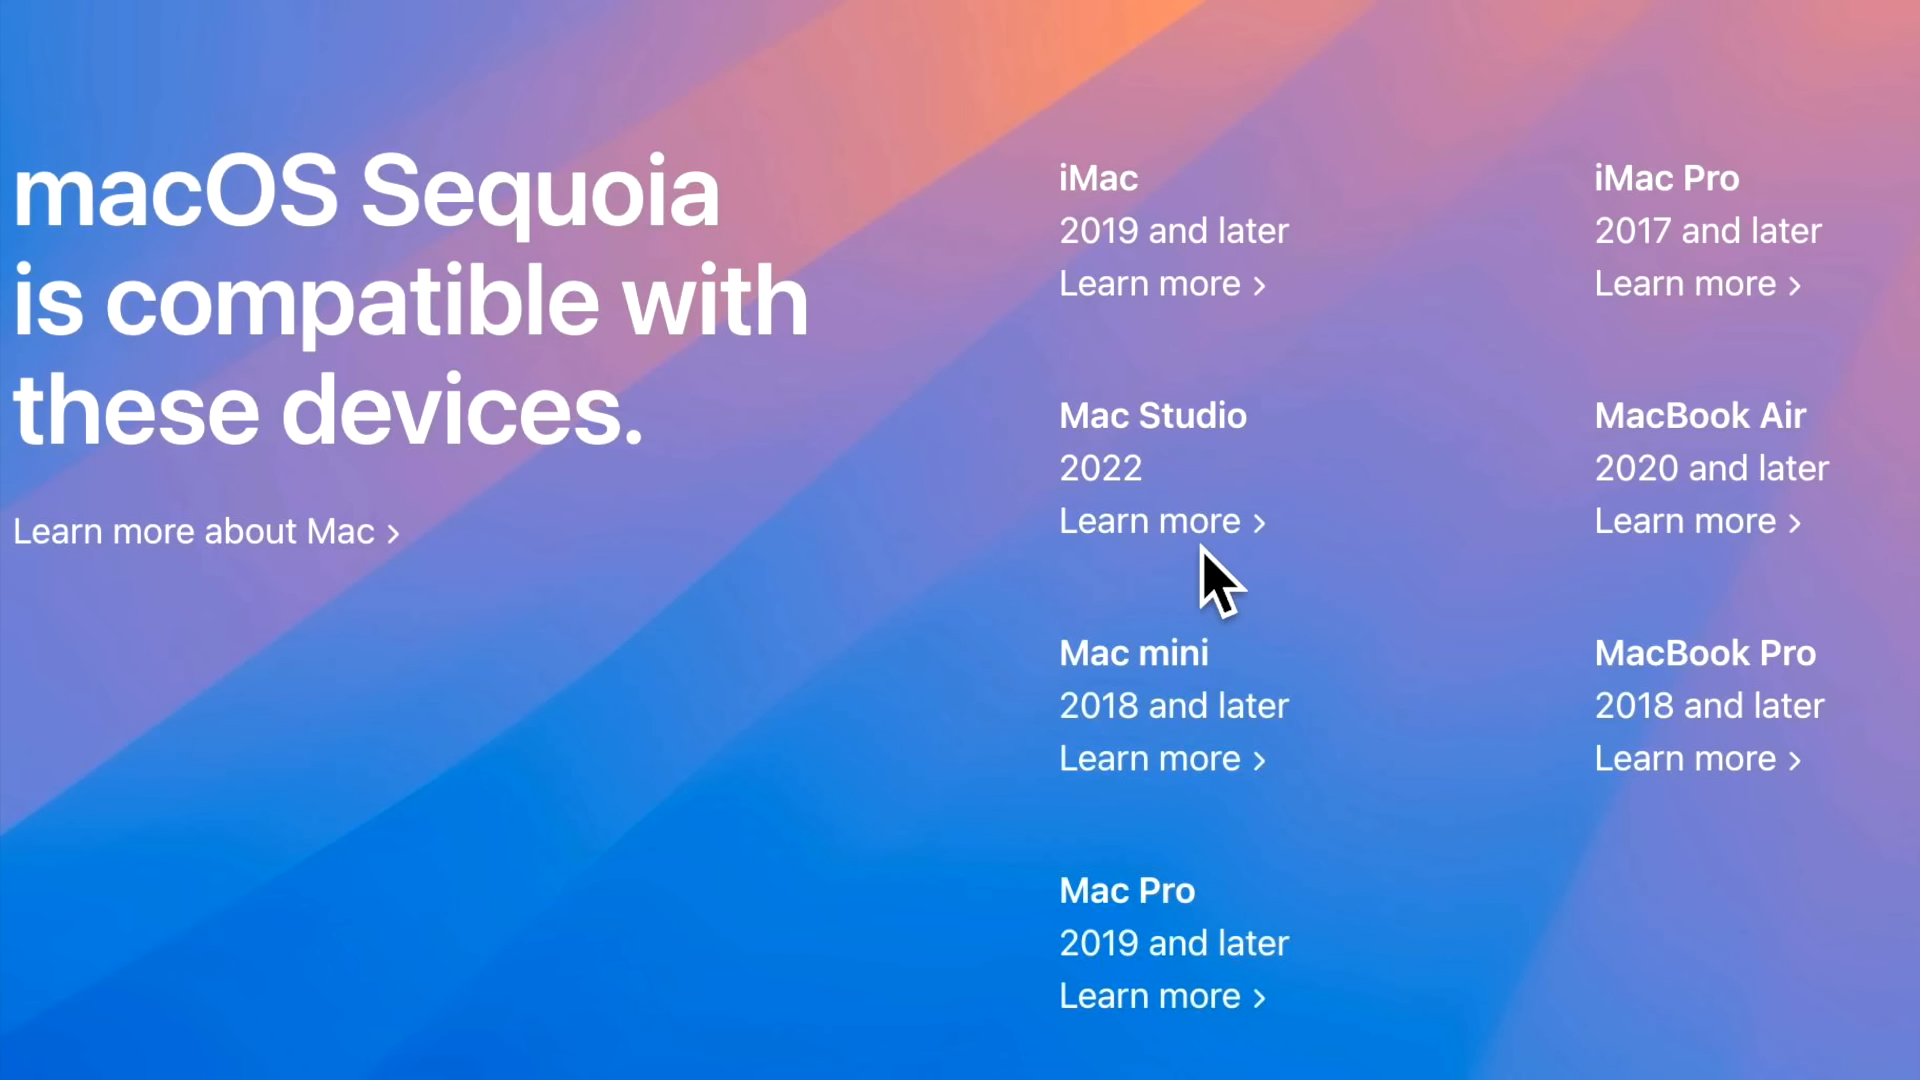 macOS Sequoia
is compatible with
these devices.
Learn more about Mac >
iMac
2019 and later
Learn more >
iMac Pro
2017 and later
Learn more >
Mac Studio
2022
Learn more >
MacBook Air
2020 and later
Learn more >
Mac mini
2018 and later
Learn more >
MacBook Pro
2018 and later
Learn more >
Mac Pro
2019 and later
Learn more >